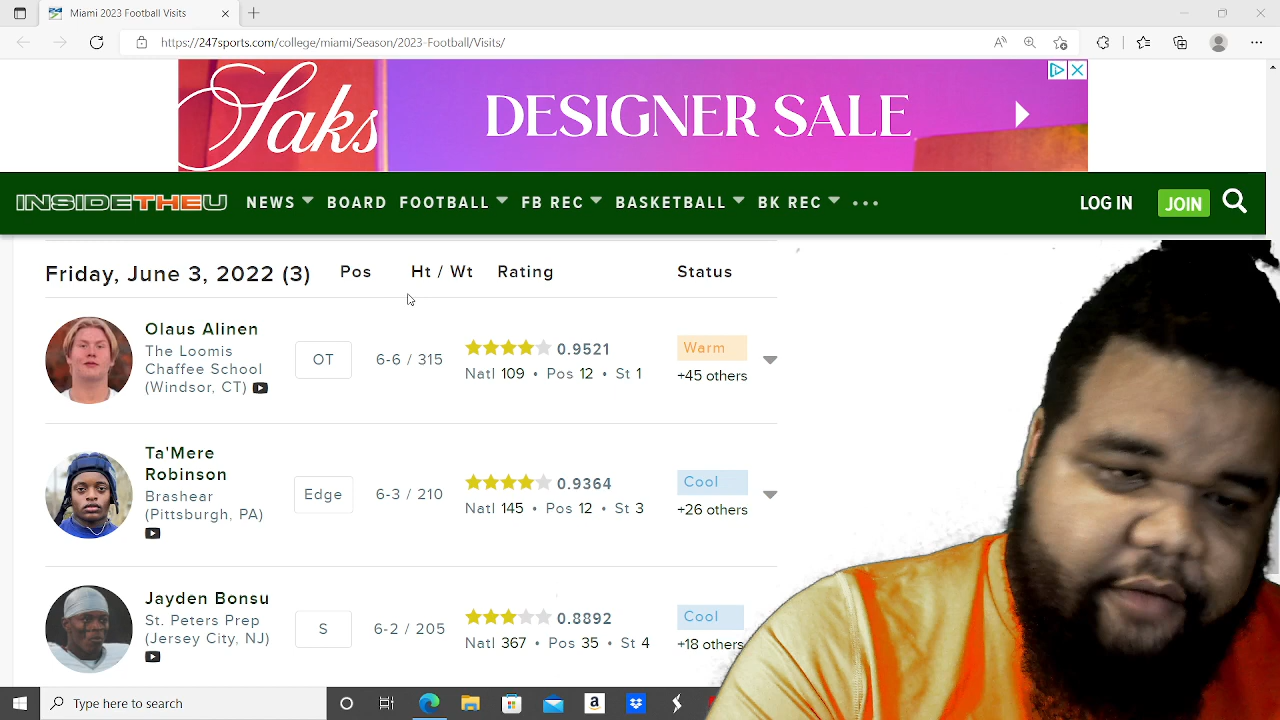 Miami 2023 Football Visits
https://247sports.com/college/miami/Season/2023-Football/Visits/
Saks
DESIGNER SALE
INSIDETHEU NEWS BOARD FOOTBALL FB REC BASKETBALL BK REC LOG IN JOIN
Friday, June 3, 2022 (3) Pos Ht / Wt Rating Status
Olaus Alinen
The Loomis
Chaffee School
(Windsor, CT)
OT 6-6 / 315 0.9521
Natl 109 • Pos 12 • St 1
Warm
+45 others
Ta'Mere
Robinson
Brashear
(Pittsburgh, PA)
Edge 6-3 / 210 0.9364
Natl 145 • Pos 12 • St 3
Cool
+26 others
Jayden Bonsu
St. Peters Prep
(Jersey City, NJ)
S 6-2 / 205 0.8892
Natl 367 • Pos 35 • St 4
Cool
+18 others
Type here to search